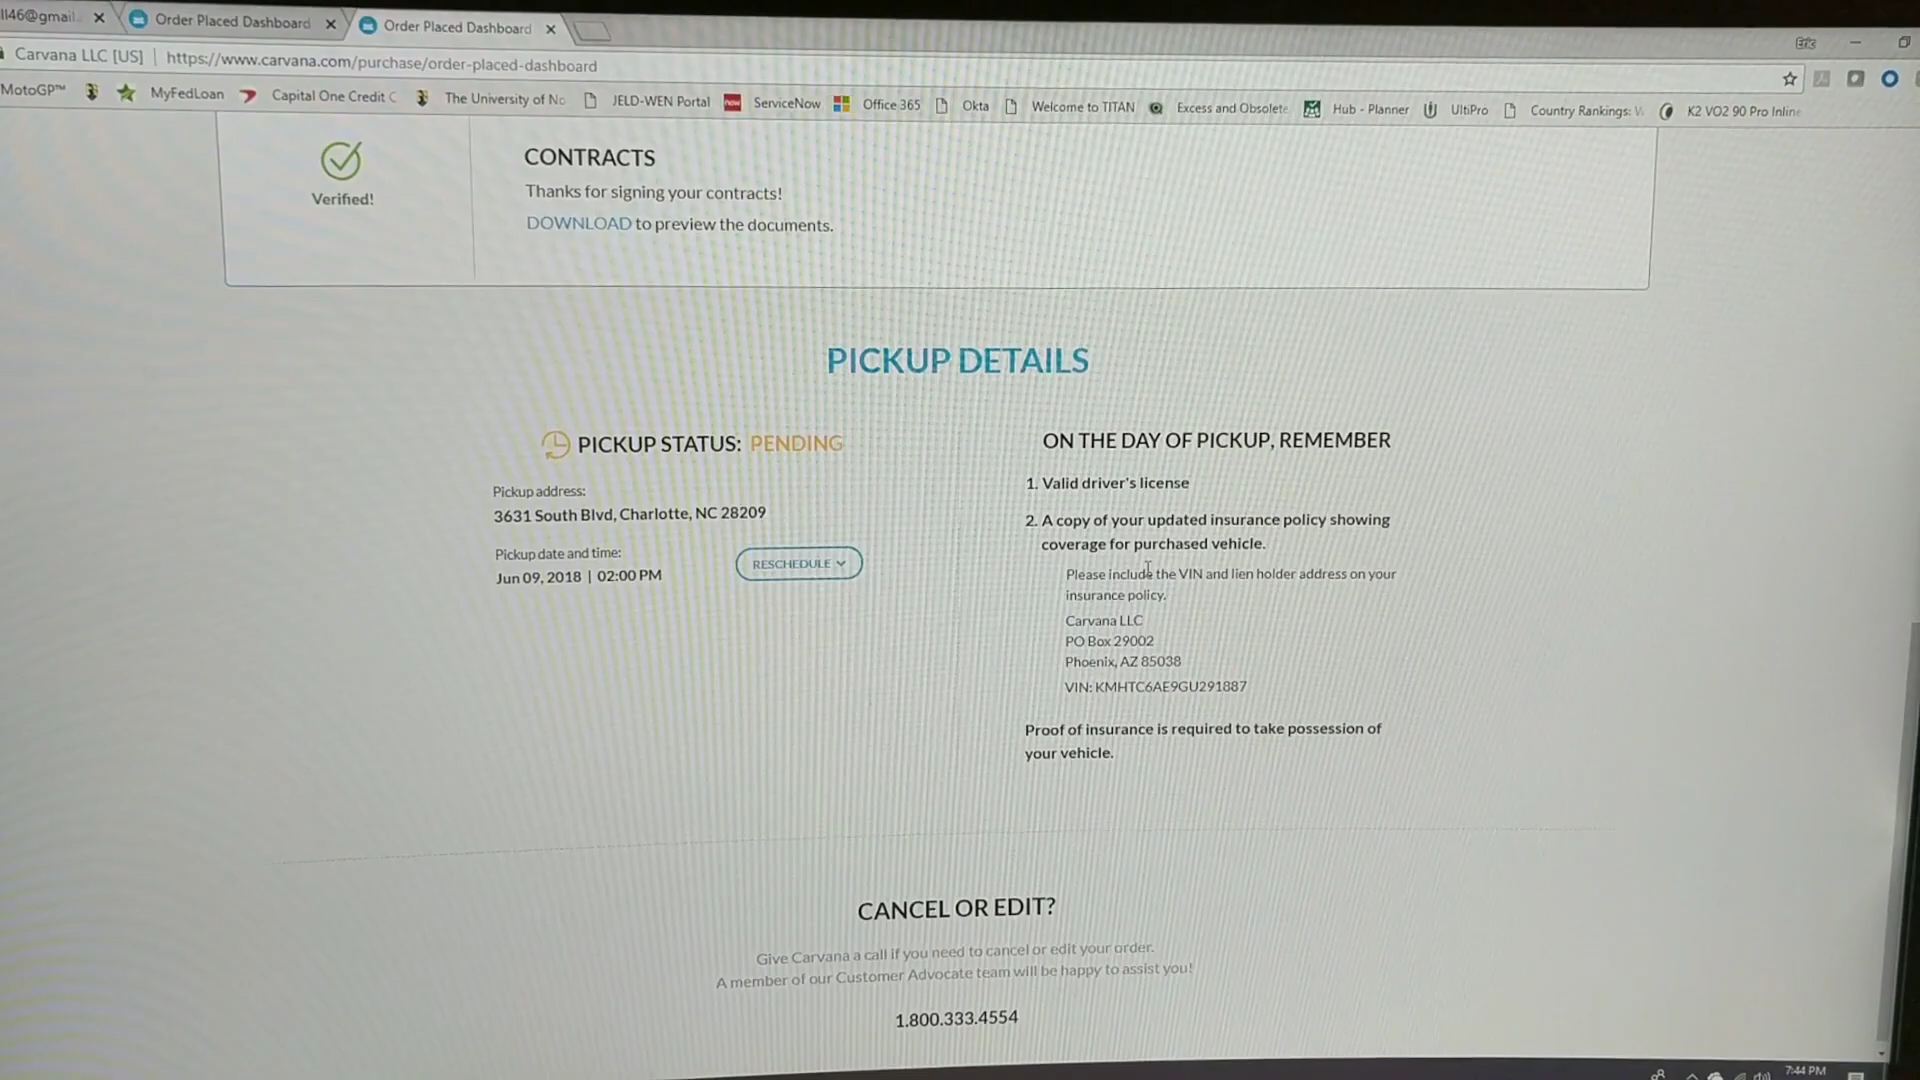 ll46@gmail.
Order Placed Dashboard
Order Placed Dashboard
Eric
Carvana LLC [US] | https://www.carvana.com/purchase/order-placed-dashboard
MotoGP™
MyFedLoan
Capital One Credit C
The University of No
JELD-WEN Portal
now
ServiceNow
Office 365
Okta
Welcome to TITAN
Excess and Obsolete
Hub - Planner
UltiPro
Country Rankings: W
K2 VO2 90 Pro Inline
Verified!
CONTRACTS
Thanks for signing your contracts!
DOWNLOAD to preview the documents.
PICKUP DETAILS
PICKUP STATUS: PENDING
Pickup address:
3631 South Blvd, Charlotte, NC 28209
Pickup date and time:
Jun 09, 2018 | 02:00 PM
RESCHEDULE
ON THE DAY OF PICKUP, REMEMBER
1. Valid driver's license
2. A copy of your updated insurance policy showing
coverage for purchased vehicle.
Please include the VIN and lien holder address on your
insurance policy.
Carvana LLC
PO Box 29002
Phoenix, AZ 85038
VIN: KMHTC6AE9GU291887
Proof of insurance is required to take possession of
your vehicle.
CANCEL OR EDIT?
Give Carvana a call if you need to cancel or edit your order.
A member of our Customer Advocate team will be happy to assist you!
1.800.333.4554
7:44 PM